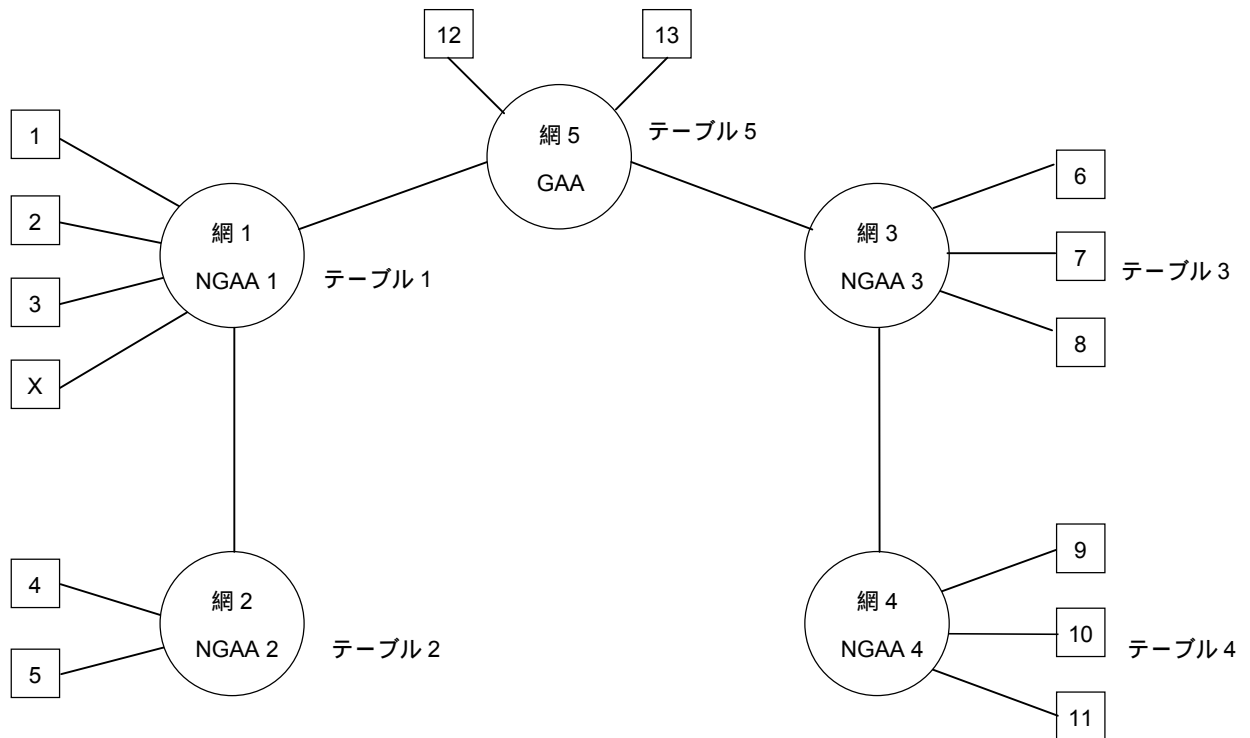 12
13
網 5
GAA
テーブル 5
1
2
3
X
網 1
NGAA 1
テーブル 1
網 3
NGAA 3
6
7
8
テーブル 3
4
5
網 2
NGAA 2
テーブル 2
網 4
NGAA 4
9
10
11
テーブル 4